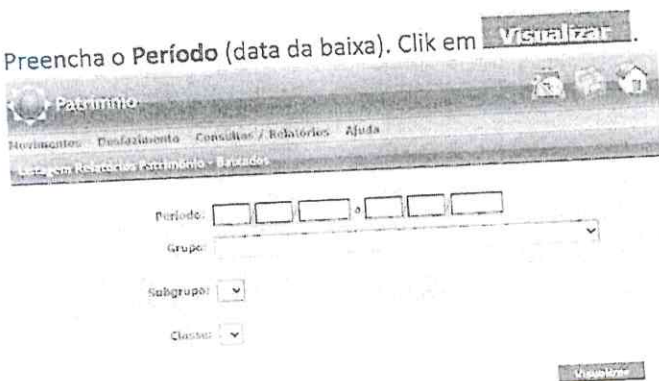 Preencha o Período (data da baixa). Clik em Visualizar.
Patrimnio
Movimentos Desfazimento Consultas / Relatórios Ajuda
Listagem Relatórios Patrimônio - Baixados
Período: / / a / /
Grupo:
Subgrupo:
Classe:
Visualizar